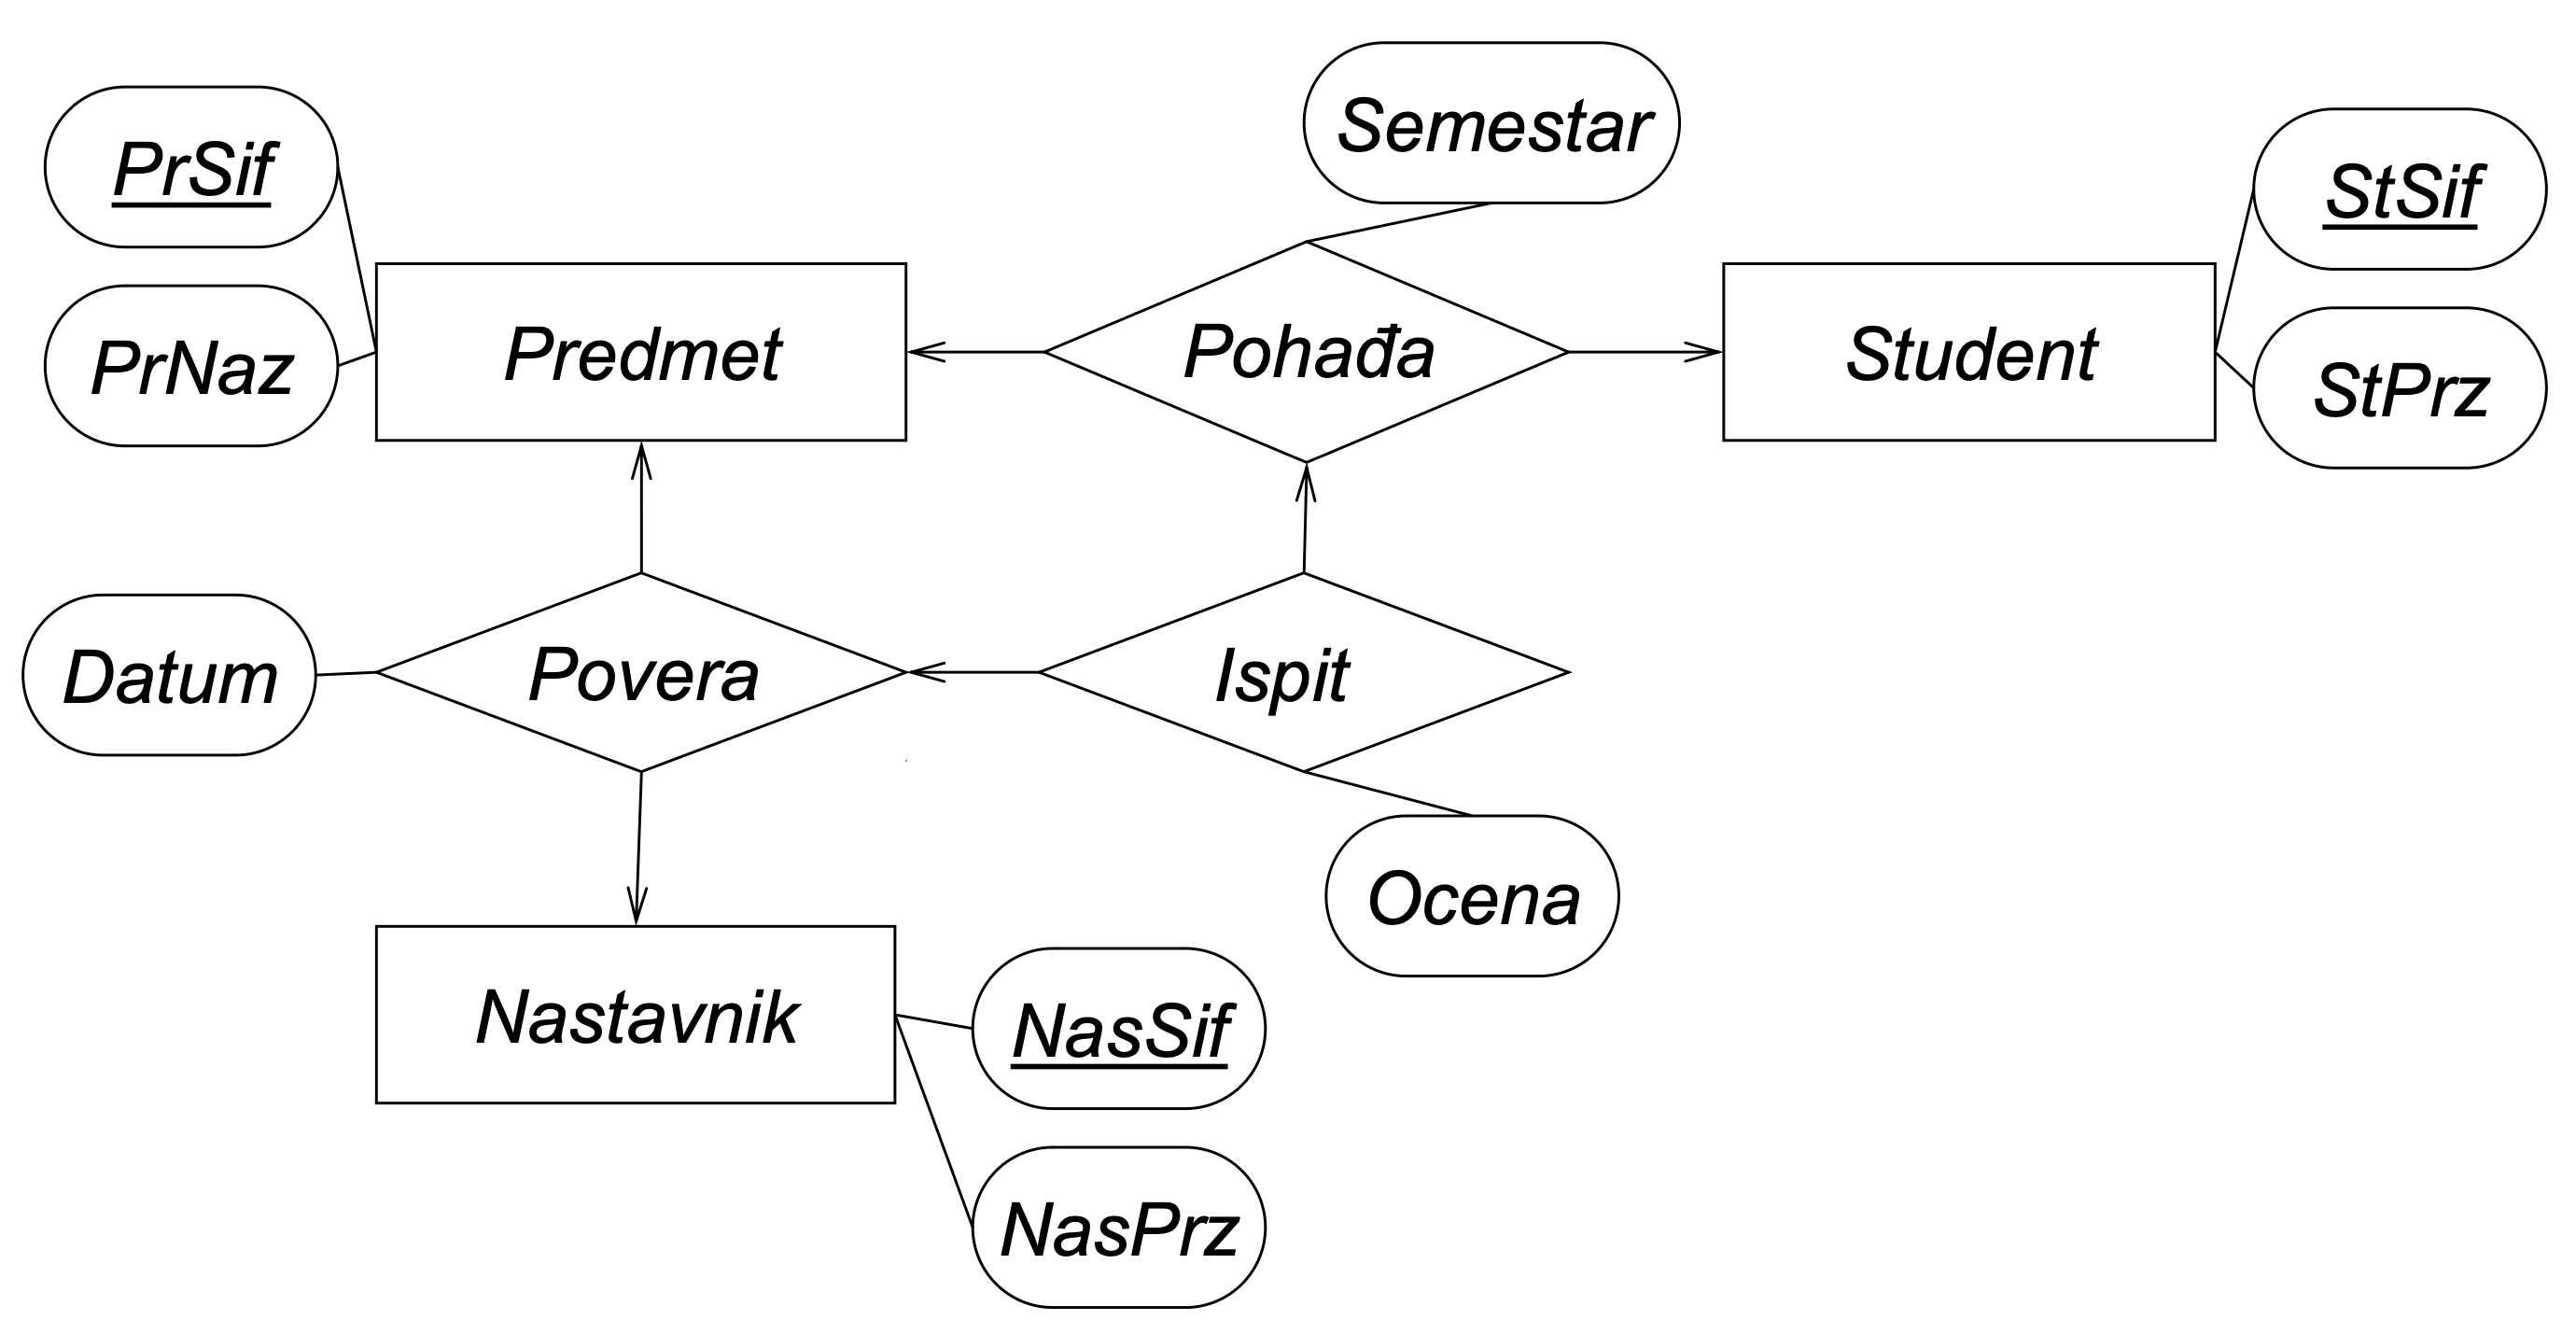 Semestar
PrSif
StSif
PrNaz
Predmet
Pohađa
Student
StPrz
Datum
Povera
Ispit
Ocena
Nastavnik
NasSif
NasPrz